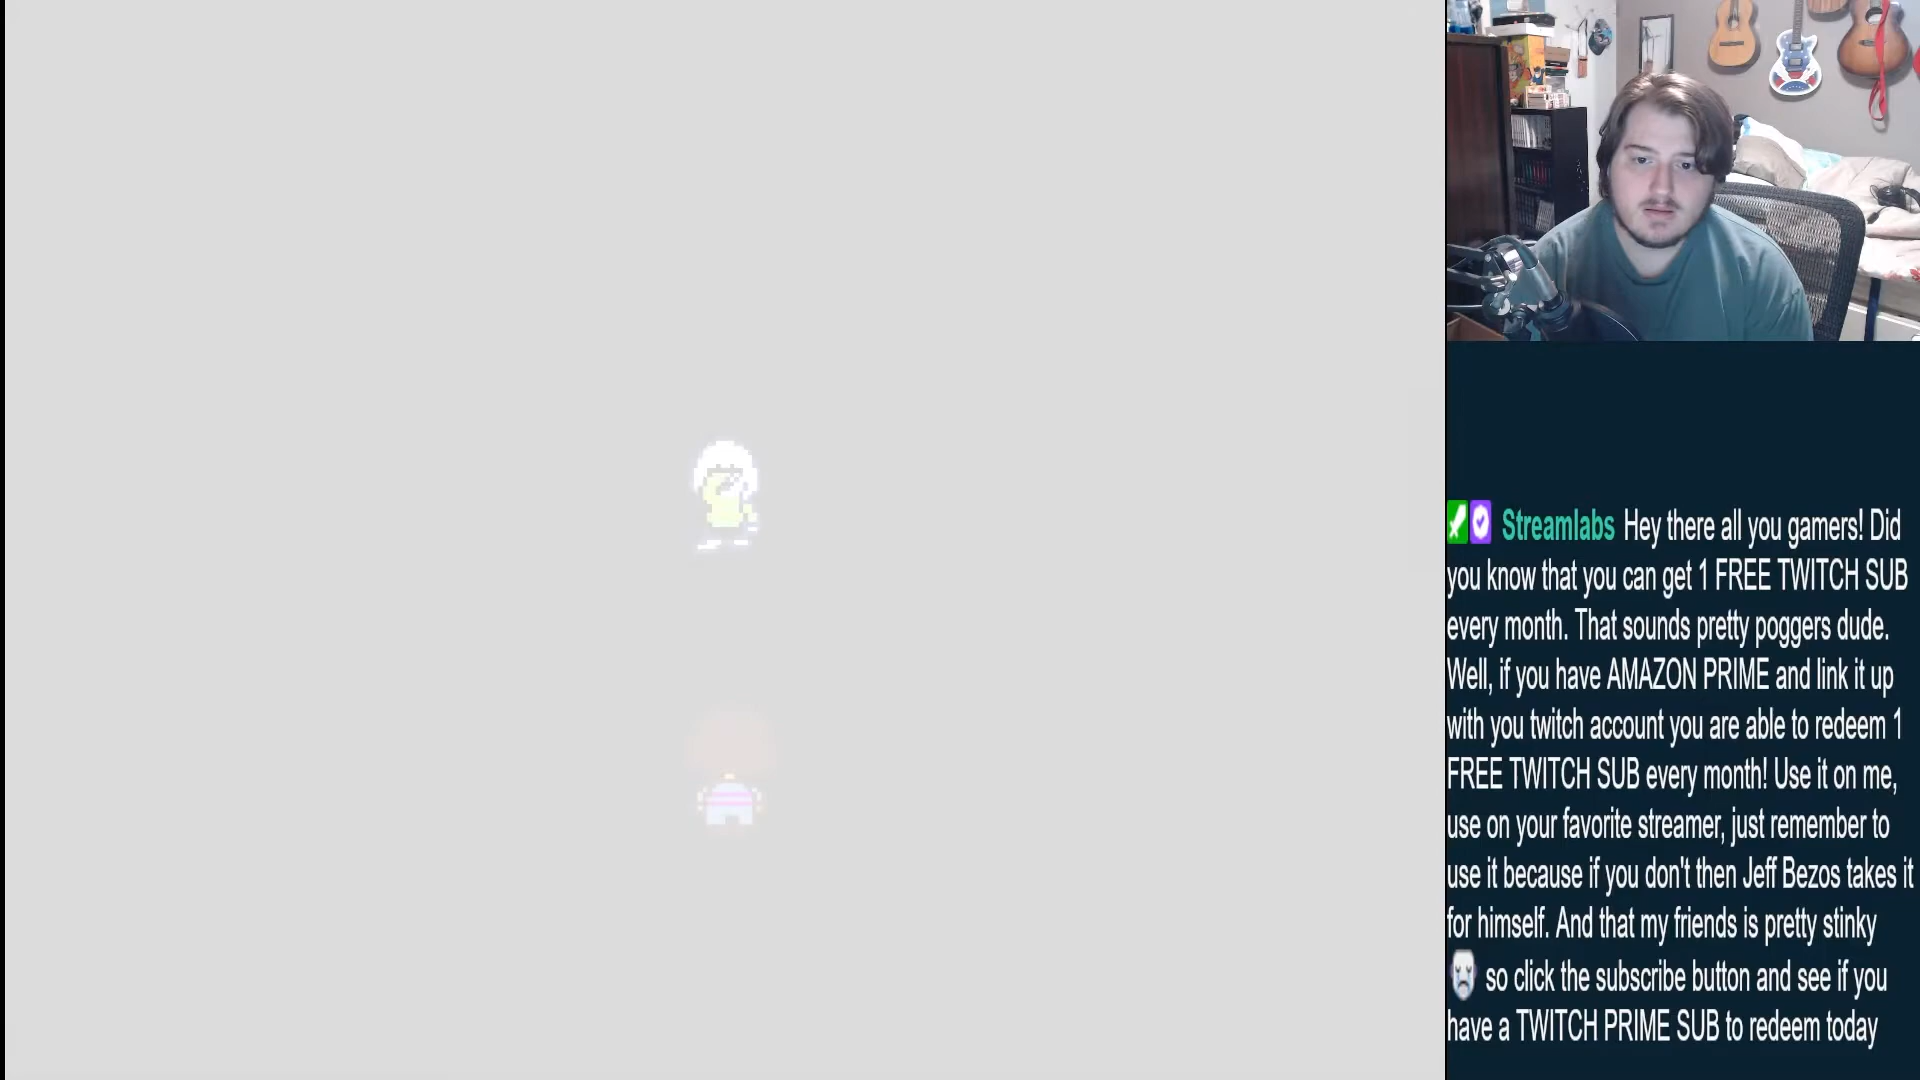 Streamlabs Hey there all you gamers! Did
you know that you can get 1 FREE TWITCH SUB
every month. That sounds pretty poggers dude.
Well, if you have AMAZON PRIME and link it up
with you twitch account you are able to redeem 1
FREE TWITCH SUB every month! Use it on me,
use on your favorite streamer, just remember to
use it because if you don't then Jeff Bezos takes it
for himself. And that my friends is pretty stinky
so click the subscribe button and see if you
have a TWITCH PRIME SUB to redeem today